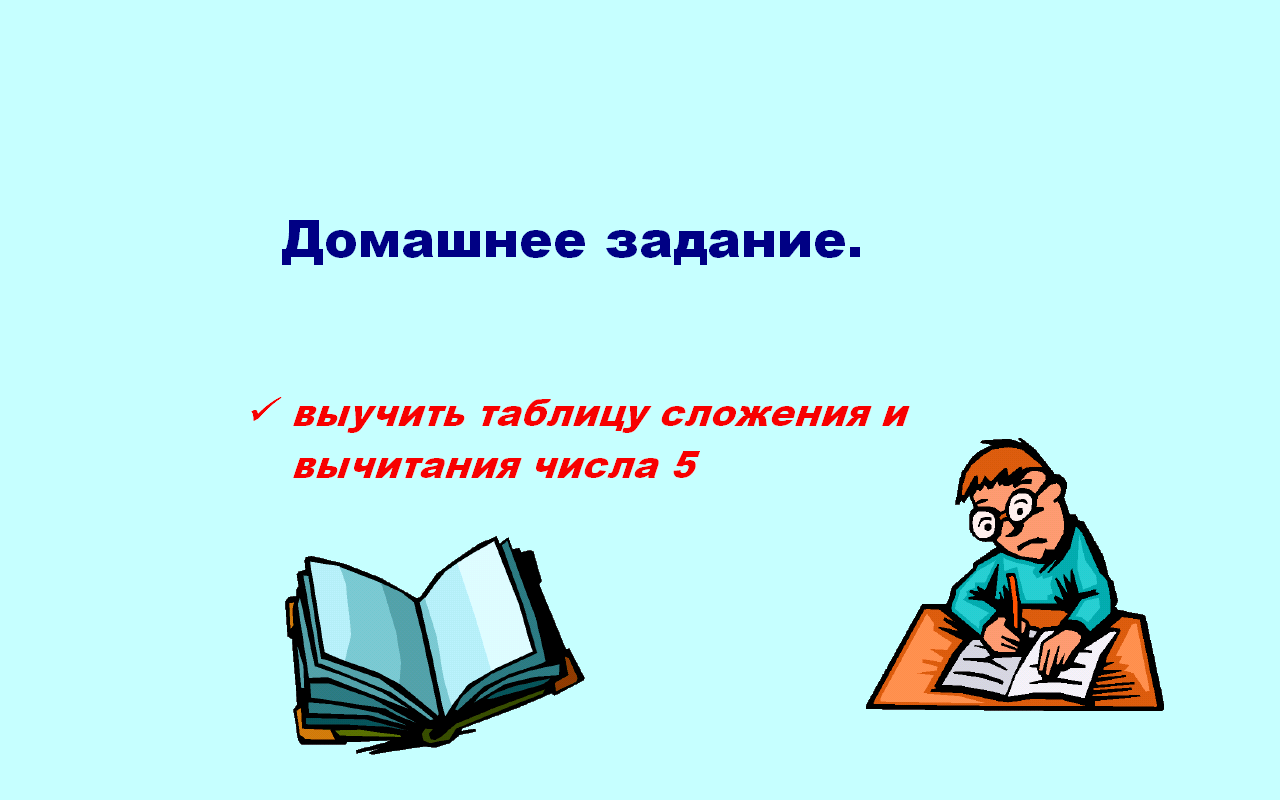 Домашнее задание.
✓ выучить таблицу сложения и
вычитания числа 5